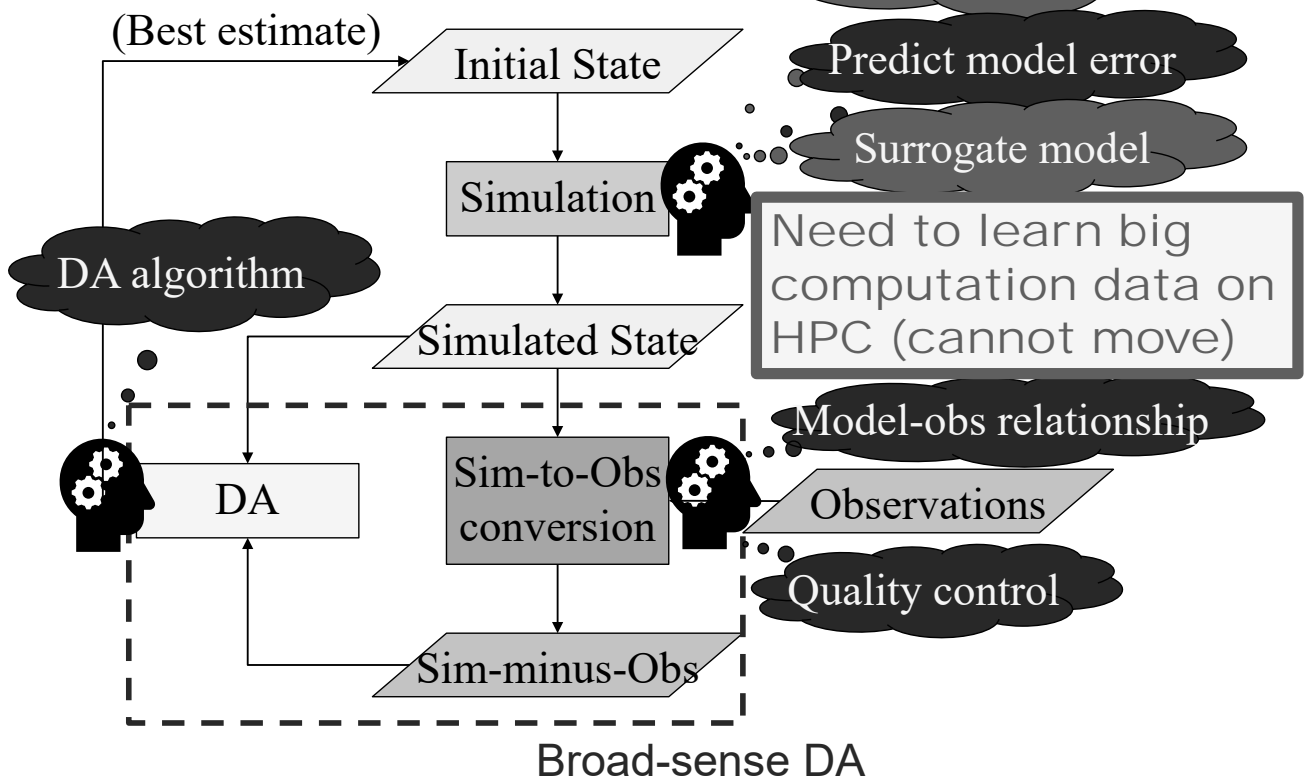 (Best estimate)
Initial State
Predict model error
Surrogate model
Simulation
Need to learn big
computation data on
HPC (cannot move)
DA algorithm
Simulated State
Model-obs relationship
Sim-to-Obs
conversion
DA
Observations
Quality control
Sim-minus-Obs
Broad-sense DA